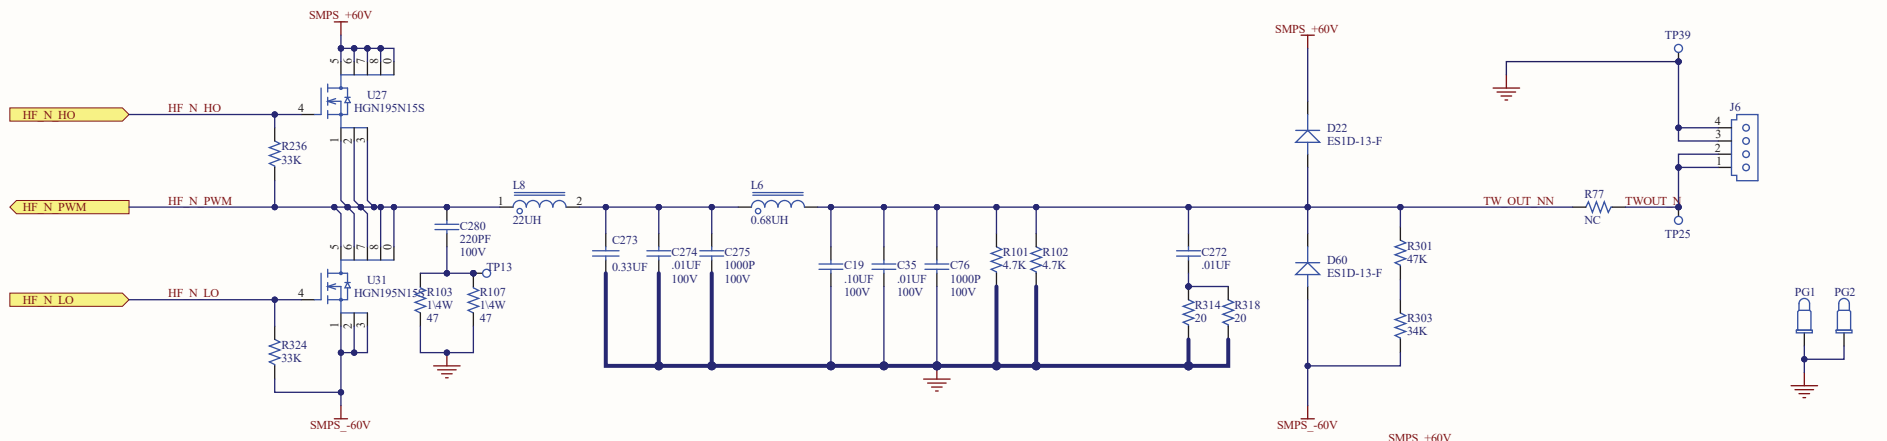 SMPS_+60V
5
6
7
8
0
U27
HGN195N15S
HF_N_HO
HF_N_HO
4
1
2
3
R236
33K
HF_N_PWM
HF_N_PWM
5
6
7
8
0
U31
HGN195N15S
HF_N_LO
HF_N_LO
4
1
2
3
R324
33K
SMPS_-60V
C280
220PF
100V
TP13
R103
1\4W
47
R107
1\4W
47
L8
1
2
22UH
C273
0.33UF
C274
.01UF
100V
C275
1000P
100V
L6
0.68UH
C19
.10UF
100V
C35
.01UF
100V
C76
1000P
100V
R101
4.7K
R102
4.7K
C272
.01UF
R314
20
R318
20
SMPS_+60V
D22
ES1D-13-F
D60
ES1D-13-F
SMPS_-60V
R301
47K
R303
34K
SMPS_+60V
TW_OUT_NN
R77
NC
TWOUT_N
TP25
TP39
J6
4
3
2
1
PG1
PG2